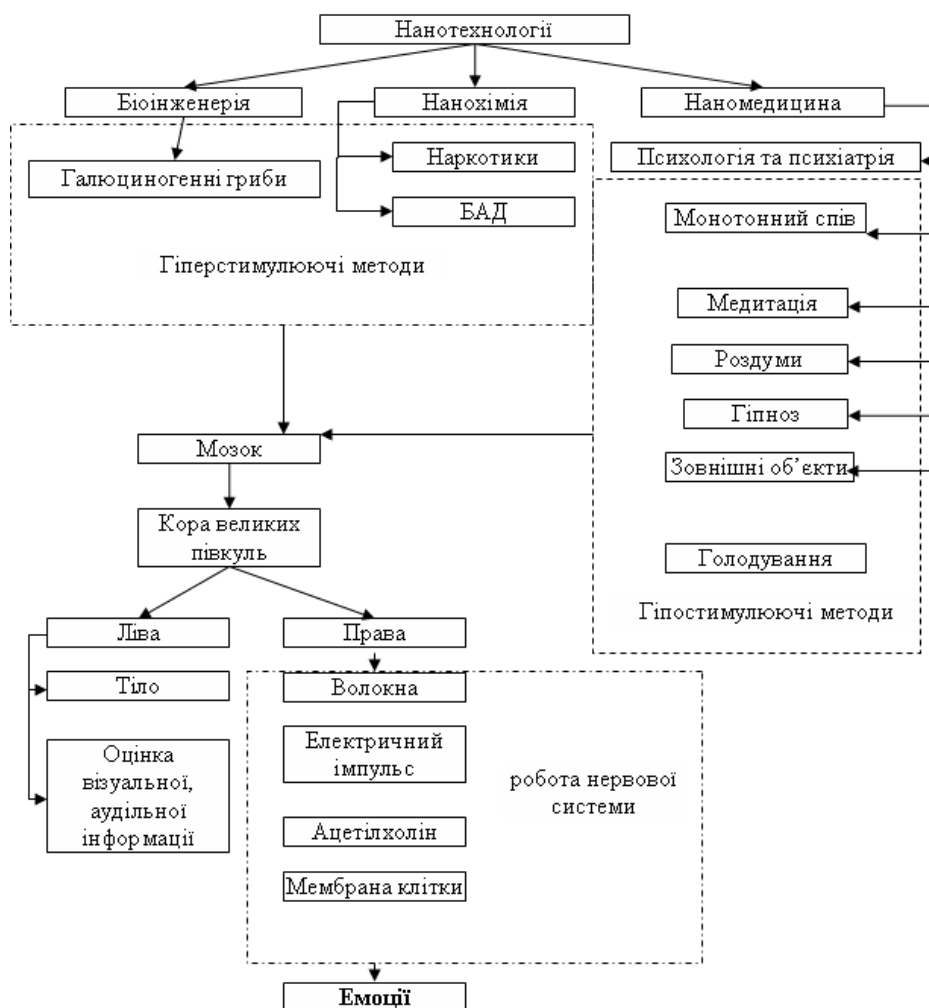 Нанотехнології
Біоінженерія
Нанохімія
Наномедицина
Наркотики
Психологія та психіатрія
Галюциногенні гриби
БАД
Монотонний спів
Гіперстимулюючі методи
Медитація
Роздуми
Гіпноз
Мозок
Зовнішні об’єкти
Кора великих
півкуль
Голодування
Гіпостимулюючі методи
Ліва
Права
Тіло
Волокна
Електричний
імпульс
Оцінка
візуальної,
аудільної
інформації
робота нервової
системи
Ацетілхолін
Мембрана клітки
Емоції